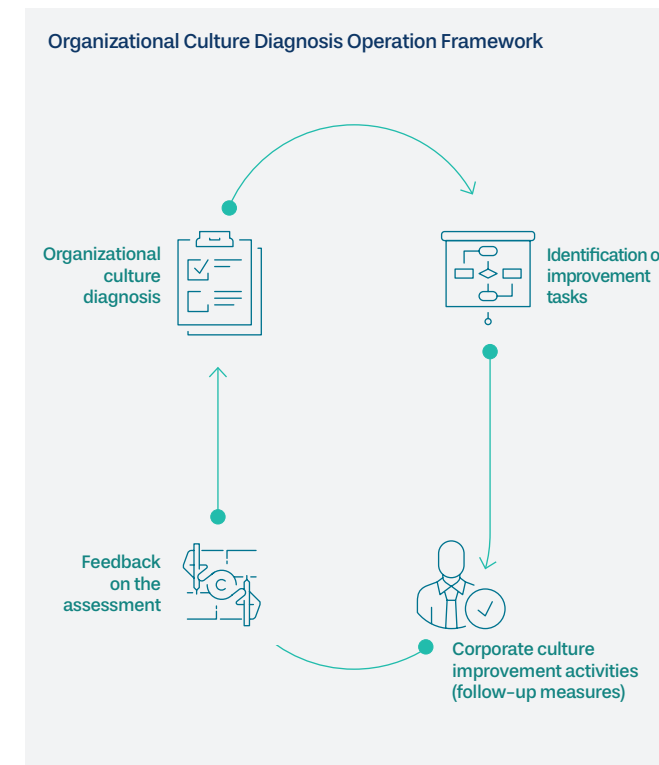 Organizational Culture Diagnosis Operation Framework
Organizational
culture
diagnosis
Identification o
improvement
tasks
Feedback
on the
assessment
C
Corporate culture
improvement activities
(follow-up measures)